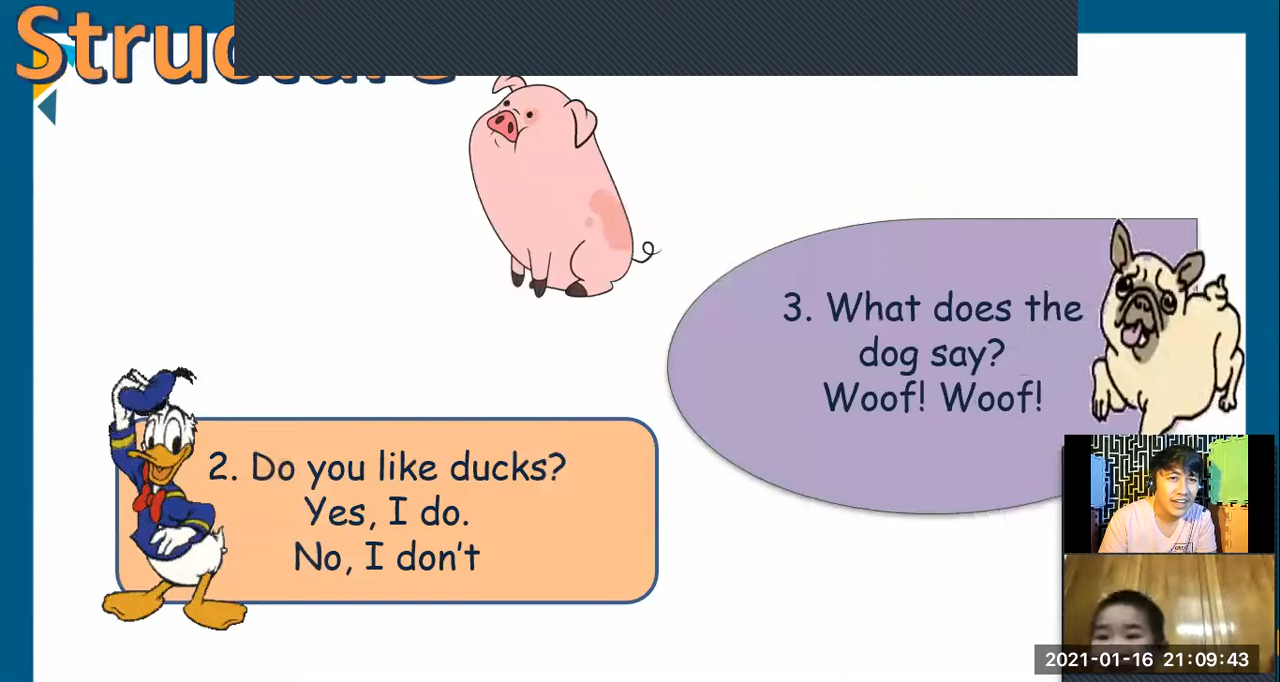 2. Do you like ducks?
Yes, I do.
No, I don't
3. What does the
dog say?
Woof! Woof!
2021-01-16 21:09:43